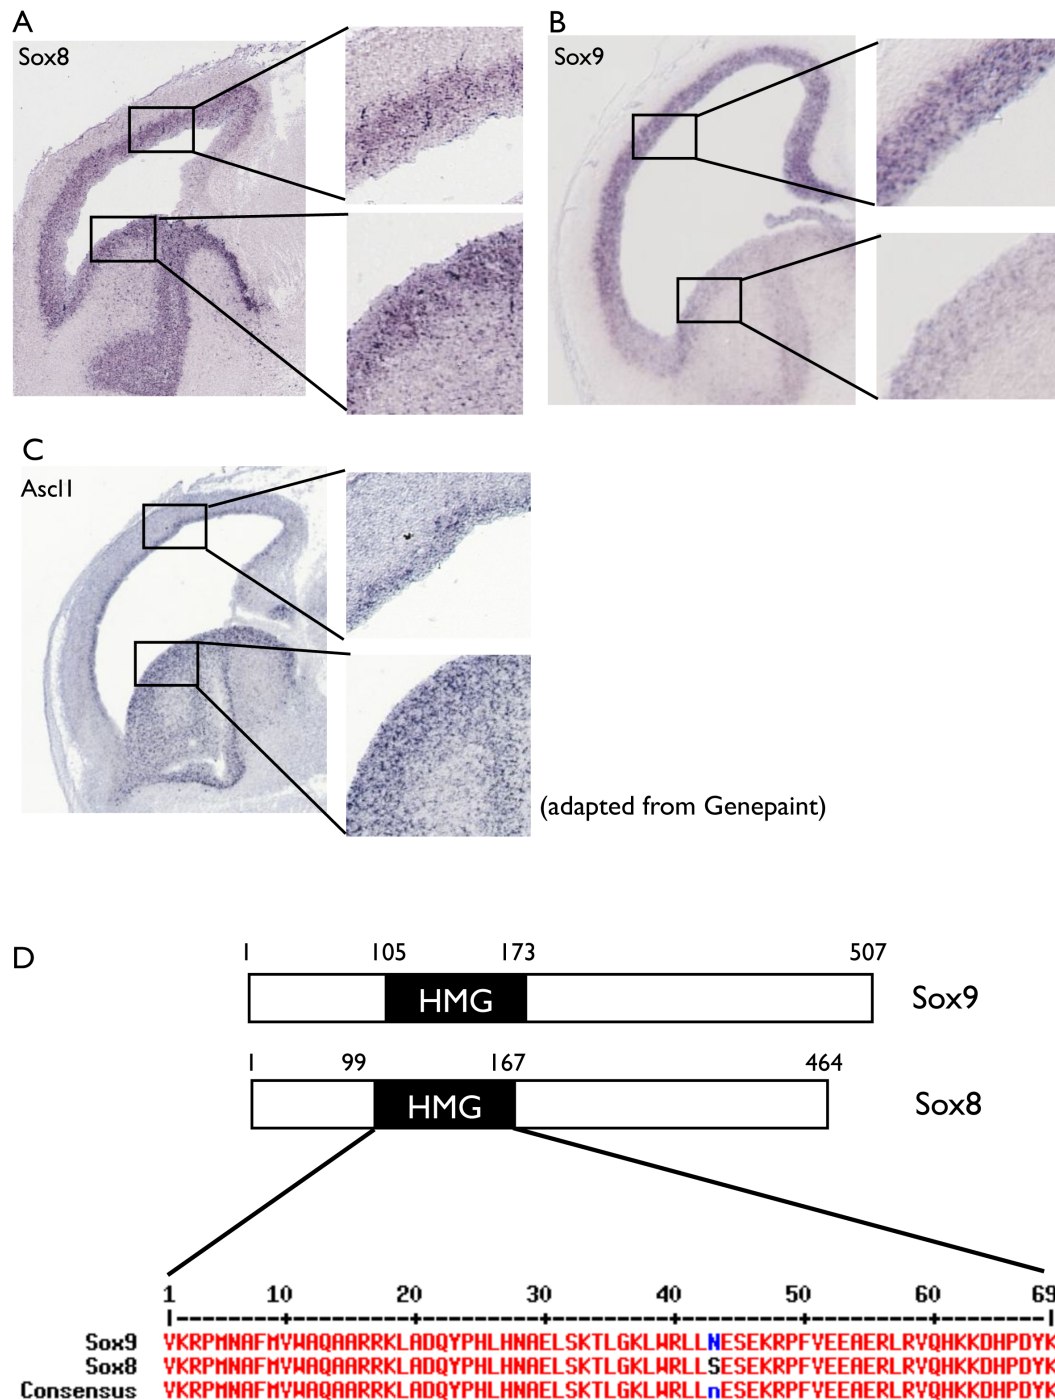 A
Sox8
B
Sox9
C
Ascl1
(adapted from Genepaint)
D
1 105 173 507
HMG
Sox9
1 99 167 464
HMG
Sox8
1 10 20 30 40 50 60 69
Sox9 VKRPMNAFMVWAQAARRKLADQYPHLHNAELSKTLGKLWRLLNESEKRPFVEEAERLRVQHKKDHPDYK
Sox8 VKRPMNAFMVWAQAARRKLADQYPHLHNAELSKTLGKLWRLLSESEKRPFVEEAERLRVQHKKDHPDYK
Consensus VKRPMNAFMVWAQAARRKLADQYPHLHNAELSKTLGKLWRLLnESEKRPFVEEAERLRVQHKKDHPDYK